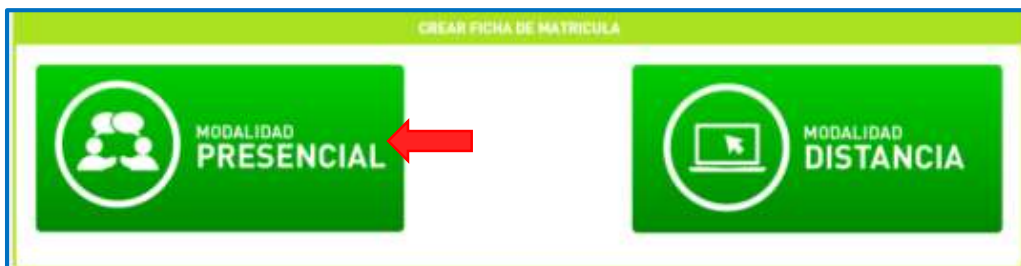 CREAR FICHA DE MATRICULA
MODALIDAD
PRESENCIAL
MODALIDAD
DISTANCIA